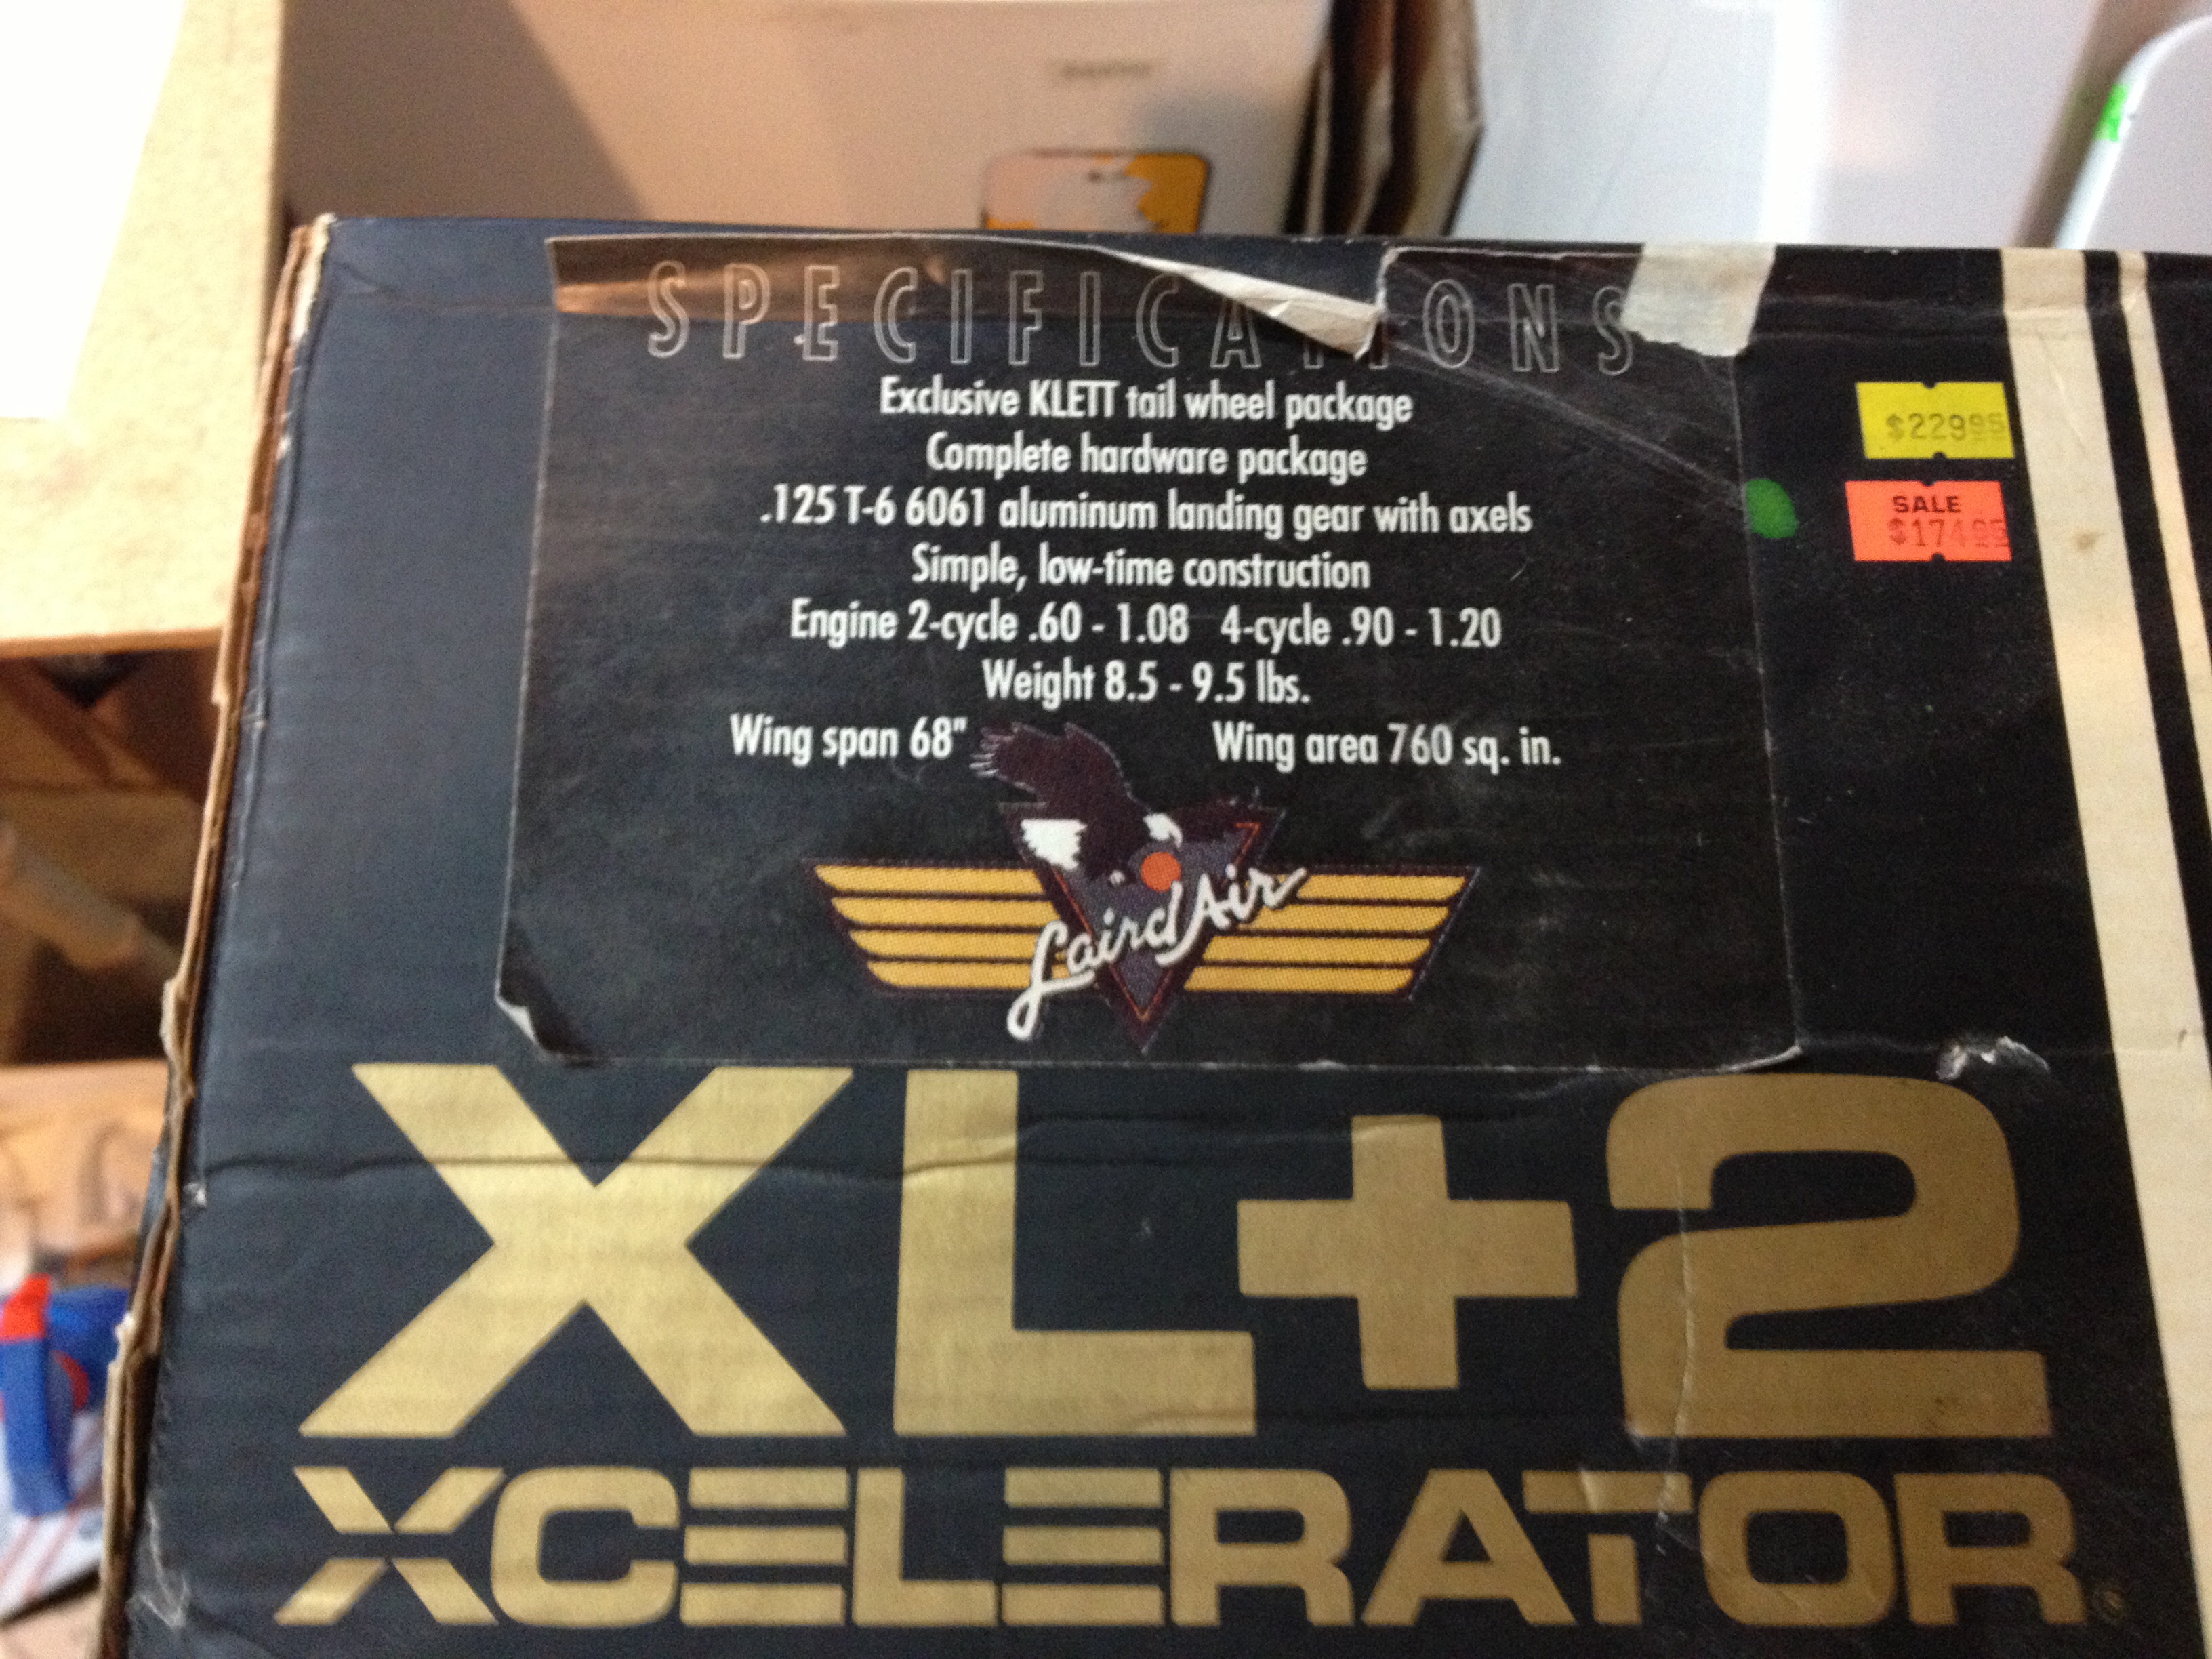 SPECIFICATIONS
Exclusive KLETT tail wheel package
Complete hardware package
.125 T-6 6061 aluminum landing gear with axels
Simple, low-time construction
Engine 2-cycle .60 - 1.08 4-cycle .90 - 1.20
Weight 8.5 - 9.5 lbs.
Wing span 68" Wing area 760 sq. in.
Laird Air
$229.95
SALE
$174.95
XL+2
XCELERATOR